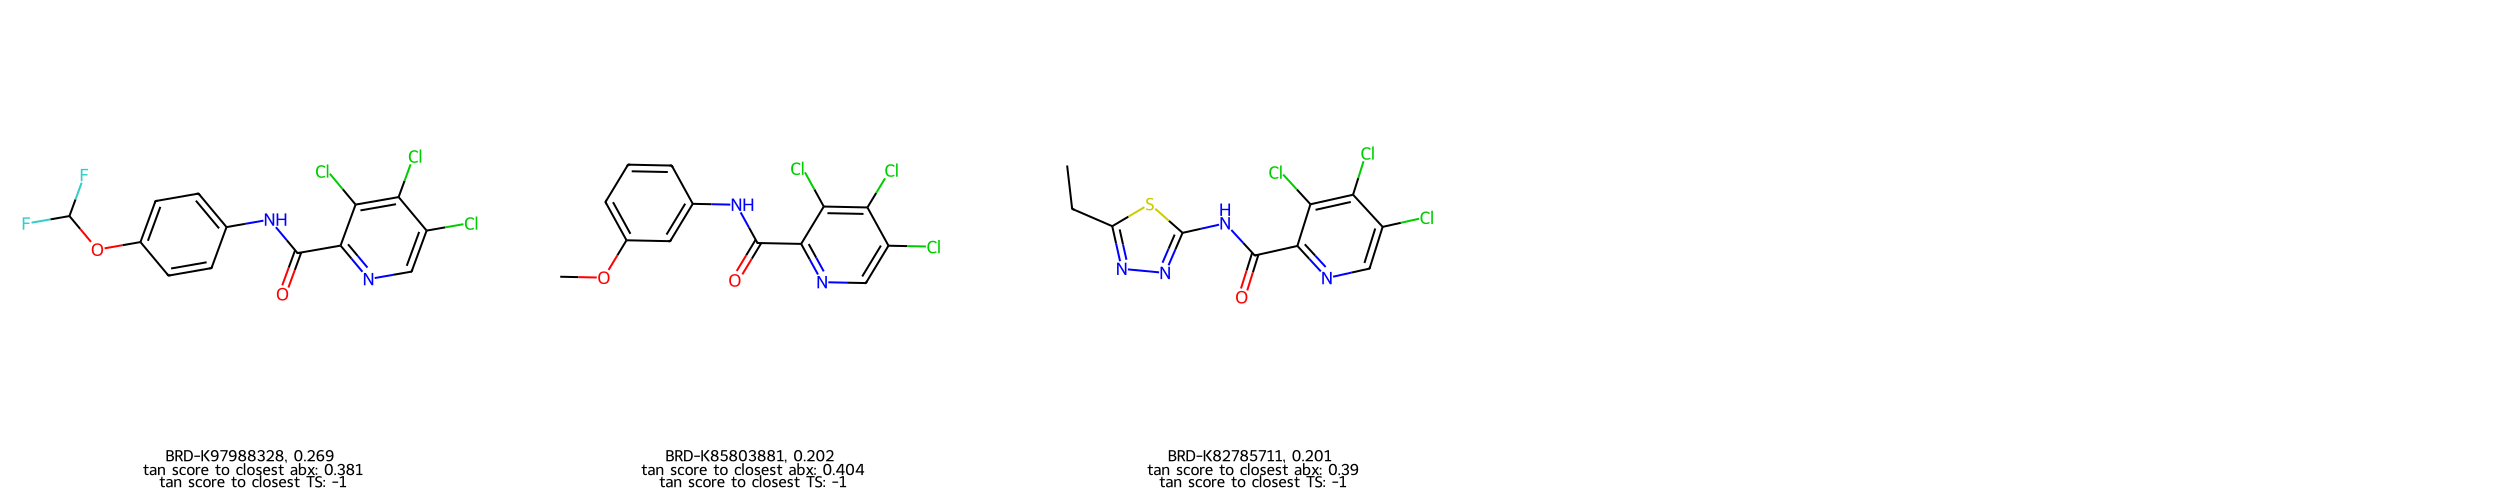 F
F
O
NH
O
N
Cl
Cl
Cl
O
NH
O
N
Cl
Cl
Cl
S
N
N
H
N
O
N
Cl
Cl
Cl
BRD-K97988328, 0.269
tan score to closest abx: 0.381
tan score to closest TS: -1
BRD-K85803881, 0.202
tan score to closest abx: 0.404
tan score to closest TS: -1
BRD-K82785711, 0.201
tan score to closest abx: 0.39
tan score to closest TS: -1